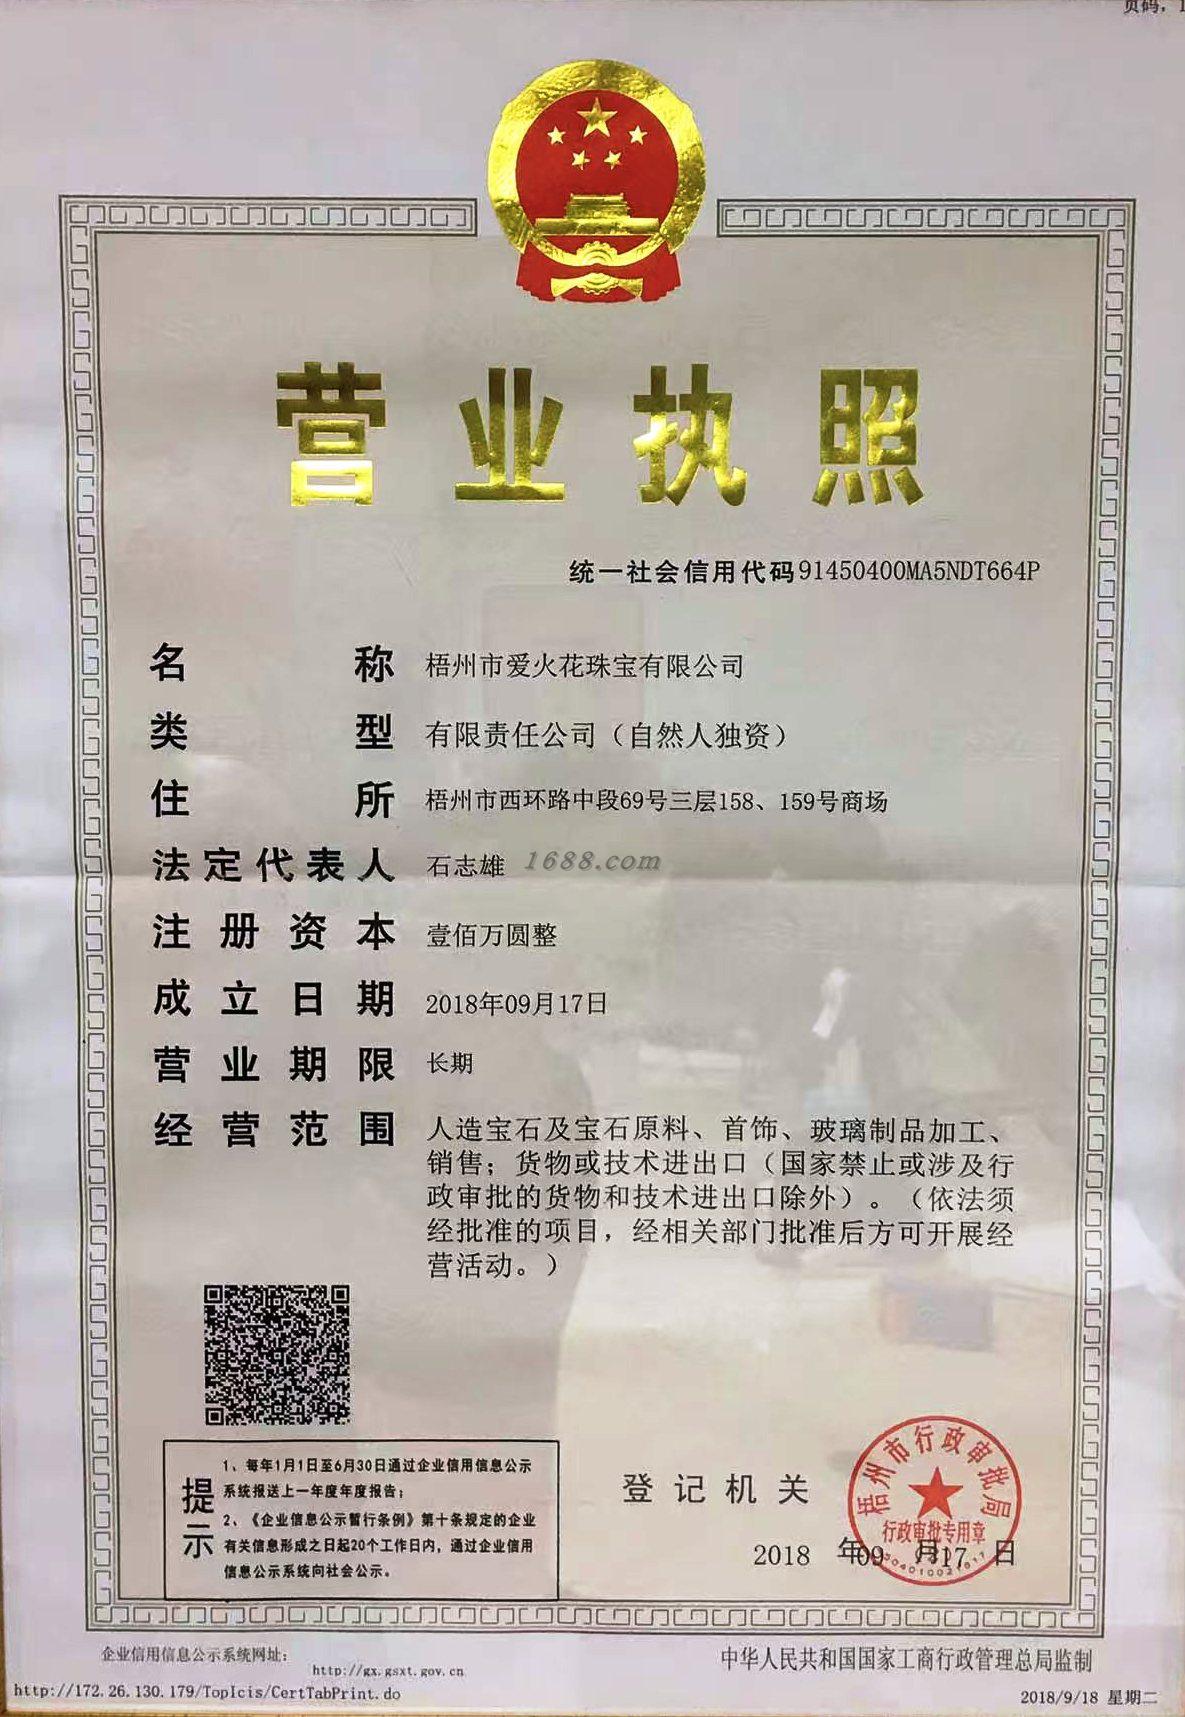 页码:1
营业执照
统一社会信用代码91450400MA5NDT664P
名称 梧州市爱火花珠宝有限公司
类型 有限责任公司（自然人独资）
住所 梧州市西环路中段69号三层158、159号商场
法定代表人 石志雄
1688.com
注册资本 壹佰万圆整
成立日期 2018年09月17日
营业期限 长期
经营范围 人造宝石及宝石原料、首饰、玻璃制品加工、
销售；货物或技术进出口（国家禁止或涉及行
政审批的货物和技术进出口除外）。（依法须
经批准的项目，经相关部门批准后方可开展经
营活动。）
提示
1、每年1月1日至6月30日通过企业信用信息公示
系统报送上一年度年度报告；
2、《企业信息公示暂行条例》第十条规定的企业
有关信息形成之日起20个工作日内，通过企业信用
信息公示系统向社会公示。
登记机关
梧州市行政审批局
行政审批专用章
2018 年09 月17 日
企业信用信息公示系统网址：
http://gx.gsxt.gov.cn
中华人民共和国国家工商行政管理总局监制
http://172.26.130.179/TopIcis/CertTabPrint.do
2018/9/18 星期二